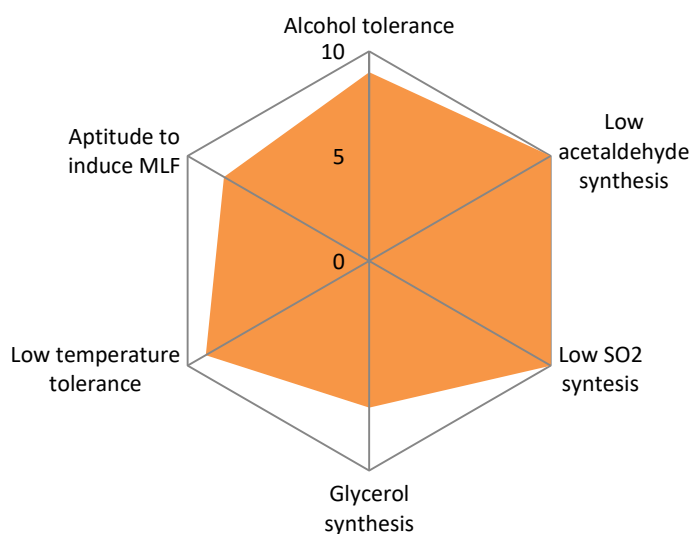 Alcohol tolerance
10
Low
acetaldehyde
synthesis
Aptitude to
induce MLF
5
0
Low temperature
tolerance
Low SO2
syntesis
Glycerol
synthesis